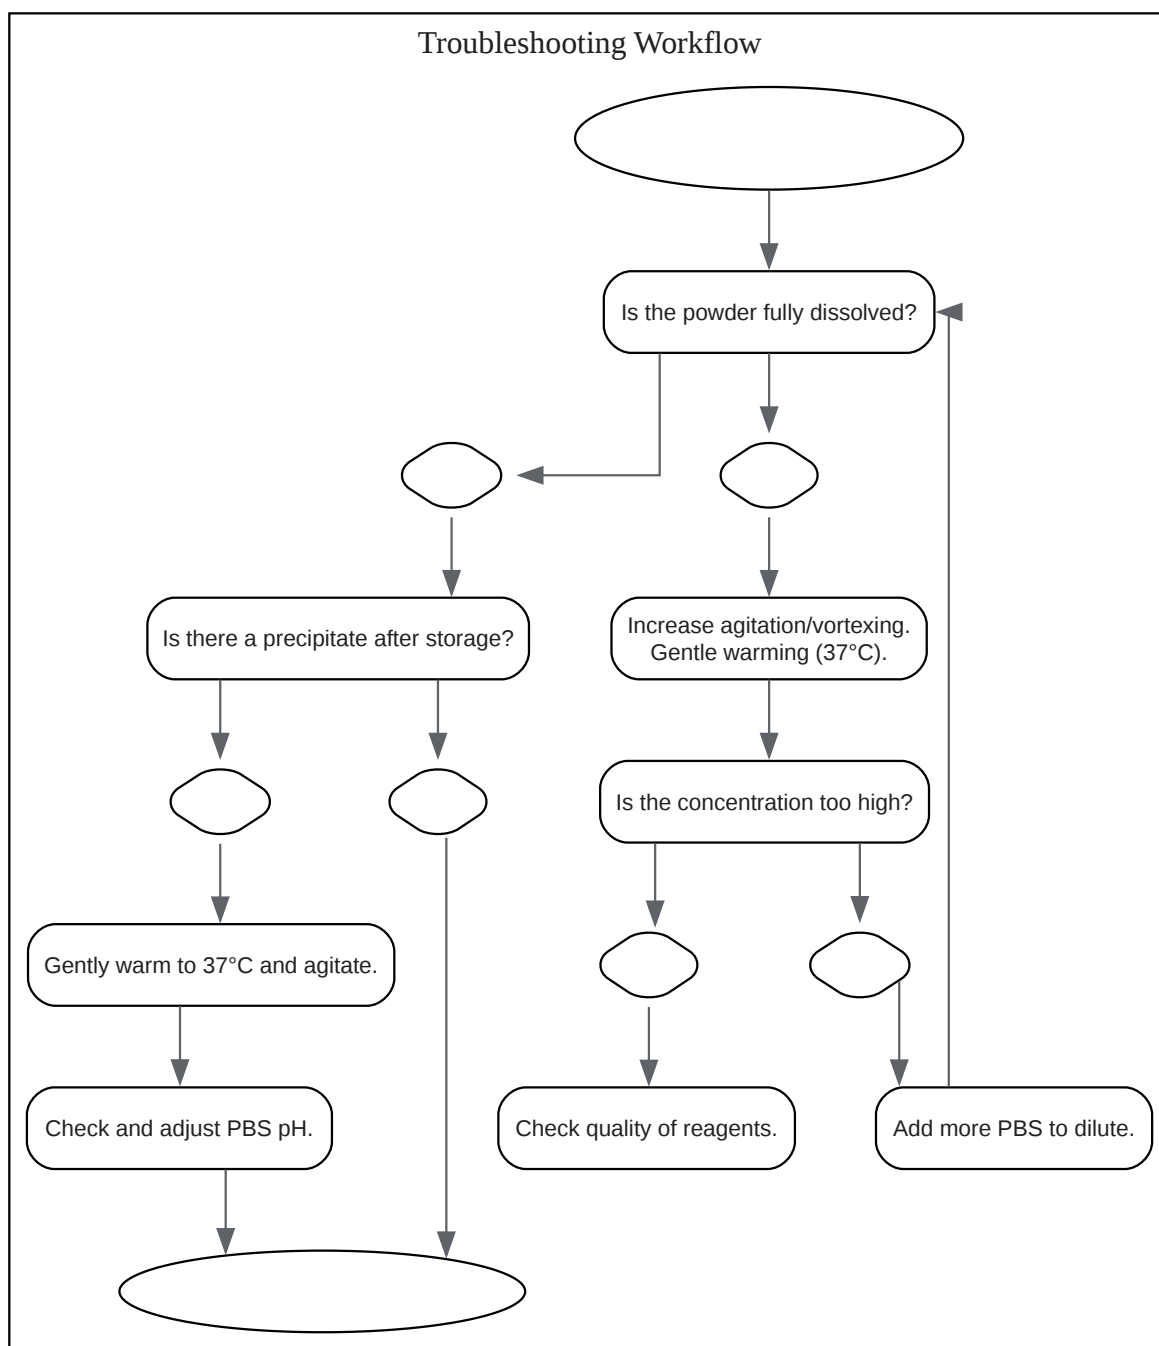 Troubleshooting Workflow
Is the powder fully dissolved?
Is there a precipitate after storage?
Increase agitation/vortexing.
Gentle warming (37°C).
Is the concentration too high?
Gently warm to 37°C and agitate.
Check and adjust PBS pH.
Check quality of reagents.
Add more PBS to dilute.